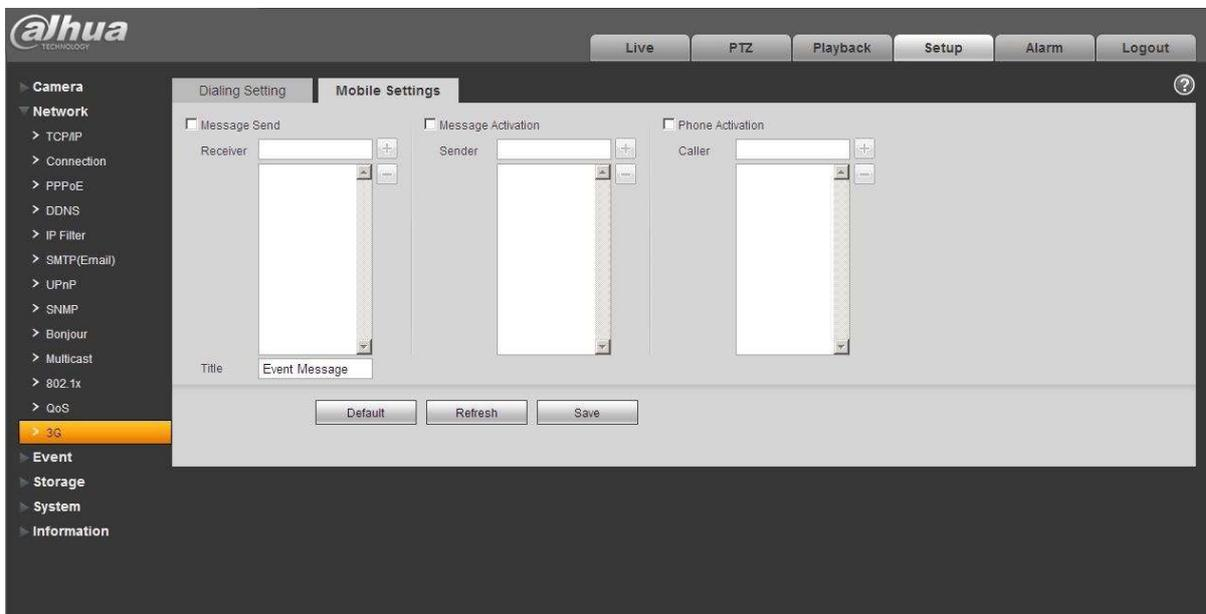 alhua
TECHNOLOGY
Live
PTZ
Playback
Setup
Alarm
Logout
Camera
Network
> TCP/IP
> Connection
> PPPoE
> DDNS
> IP Filter
> SMTP(Email)
> UPnP
> SNMP
> Bonjour
> Multicast
> 802.1x
> QoS
> 3G
Event
Storage
System
Information
Dialing Setting
Mobile Settings
?
Message Send
Receiver
+
−
Title
Event Message
Message Activation
Sender
+
−
Phone Activation
Caller
+
−
Default
Refresh
Save